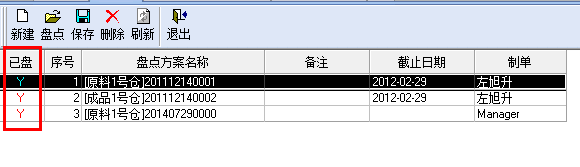 新建 盘点 保存 删除 刷新 退出
已盘 序号 盘点方案名称 备注 截止日期 制单
Y 1 [原料1号仓]201112140001 2012-02-29 左旭升
Y 2 [成品1号仓]201112140002 2012-02-29 左旭升
Y 3 [原料1号仓]201407290000 Manager